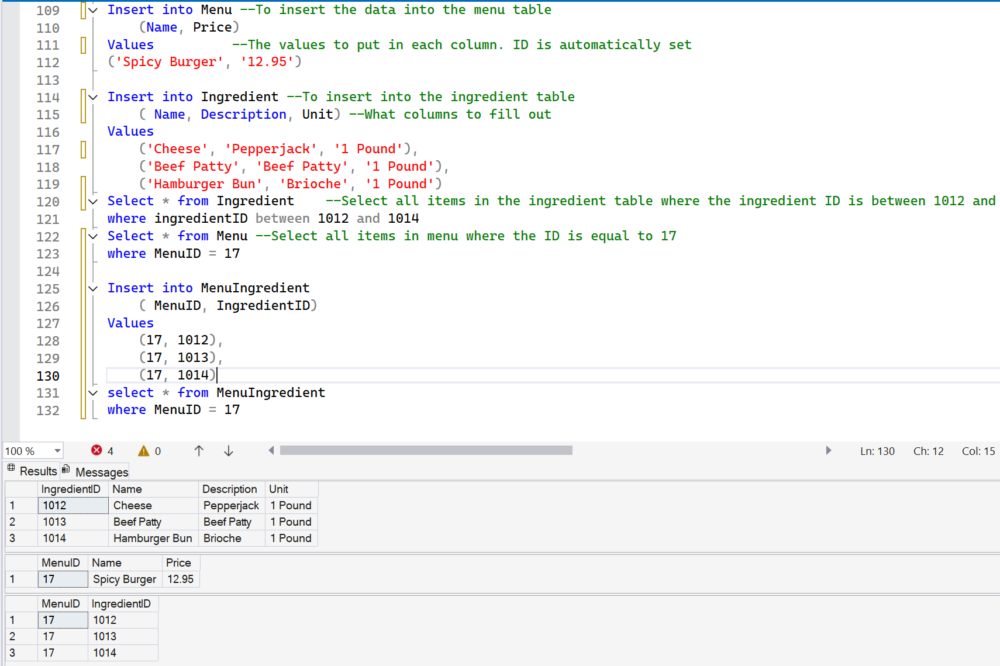 109 Insert into Menu --To insert the data into the menu table
110 (Name, Price)
111 Values --The values to put in each column. ID is automatically set
112 ('Spicy Burger', '12.95')
113
114 Insert into Ingredient --To insert into the ingredient table
115 ( Name, Description, Unit) --What columns to fill out
116 Values
117 ('Cheese', 'Pepperjack', '1 Pound'),
118 ('Beef Patty', 'Beef Patty', '1 Pound'),
119 ('Hamburger Bun', 'Brioche', '1 Pound')
120 Select * from Ingredient --Select all items in the ingredient table where the ingredient ID is between 1012 and
121 where ingredientID between 1012 and 1014
122 Select * from Menu --Select all items in menu where the ID is equal to 17
123 where MenuID = 17
124
125 Insert into MenuIngredient
126 ( MenuID, IngredientID)
127 Values
128 (17, 1012),
129 (17, 1013),
130 (17, 1014)
131 select * from MenuIngredient
132 where MenuID = 17
100 % 4 0 Ln: 130 Ch: 12 Col: 15
Results Messages
IngredientID Name Description Unit
1 1012 Cheese Pepperjack 1 Pound
2 1013 Beef Patty Beef Patty 1 Pound
3 1014 Hamburger Bun Brioche 1 Pound
MenuID Name Price
1 17 Spicy Burger 12.95
MenuID IngredientID
1 17 1012
2 17 1013
3 17 1014